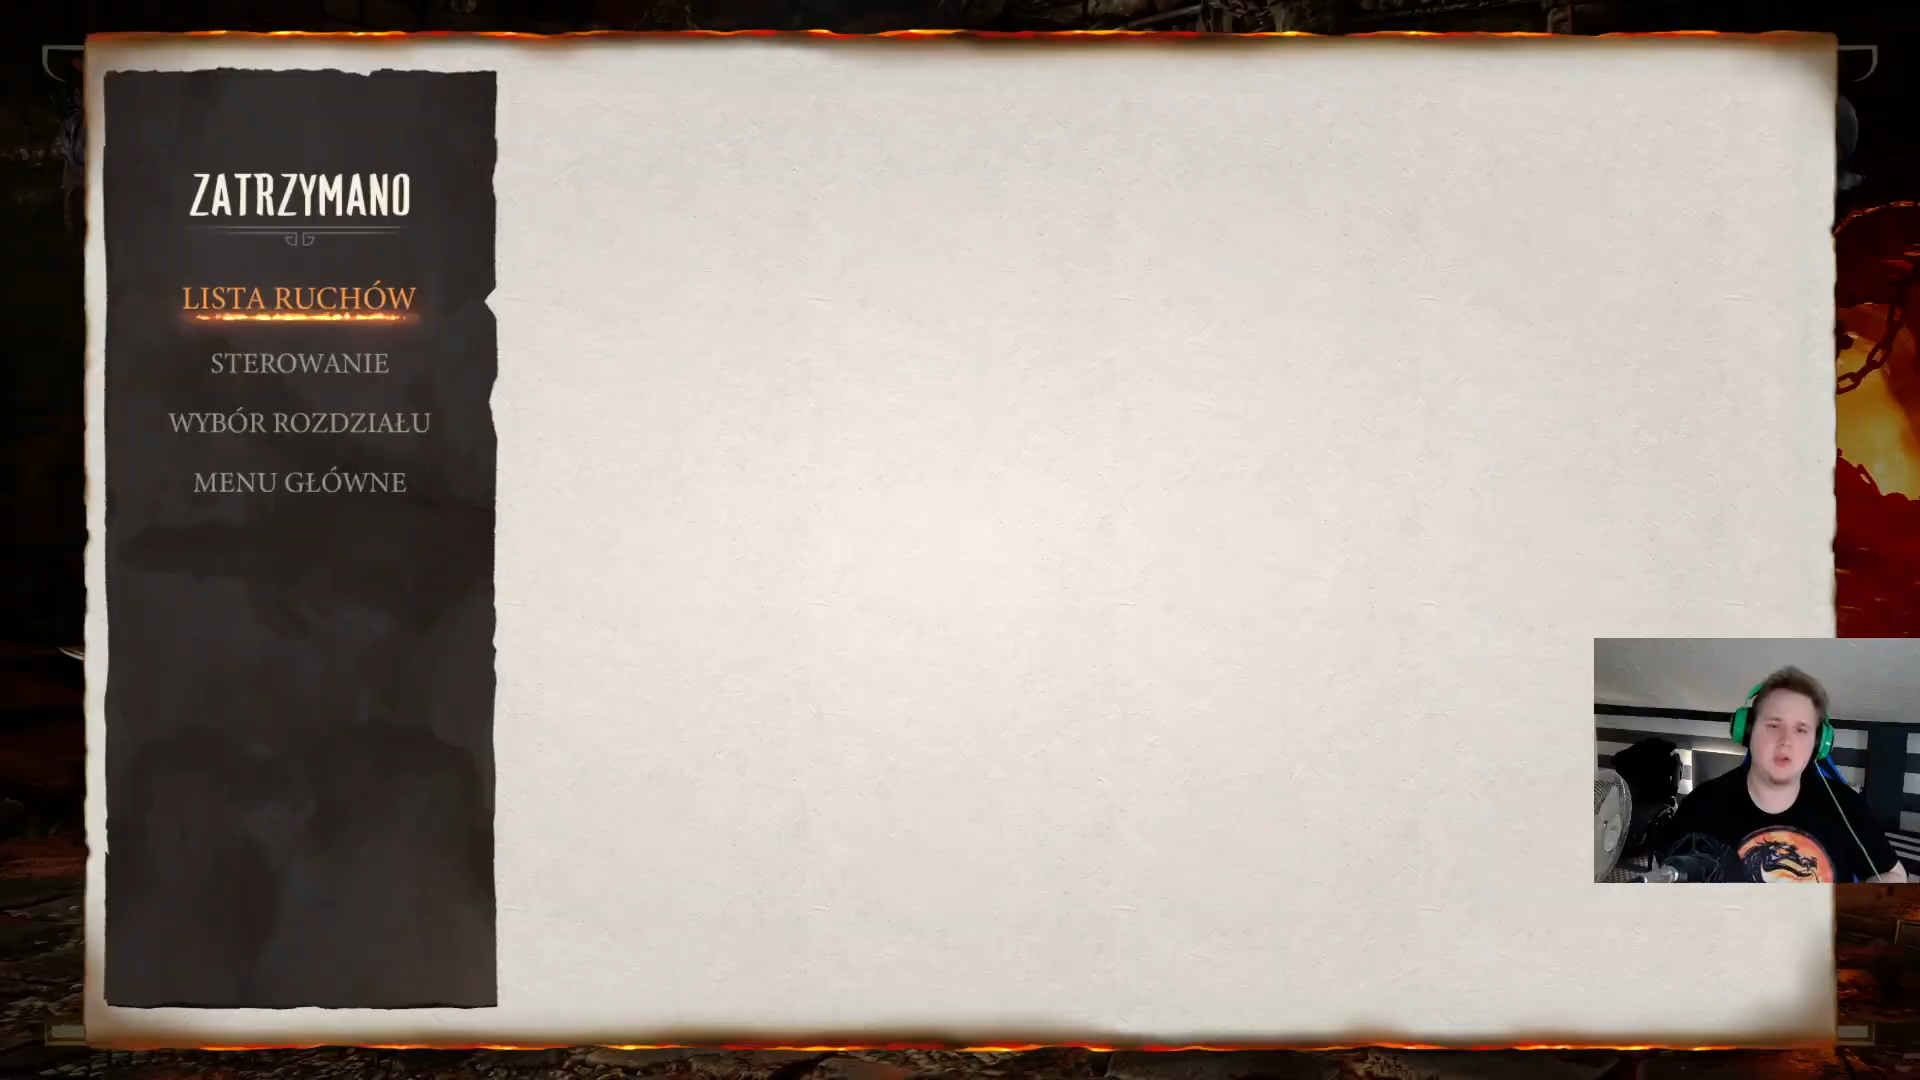 ZATRZYMANO
LISTA RUCHÓW
STEROWANIE
WYBÓR ROZDZIAŁU
MENU GŁÓWNE